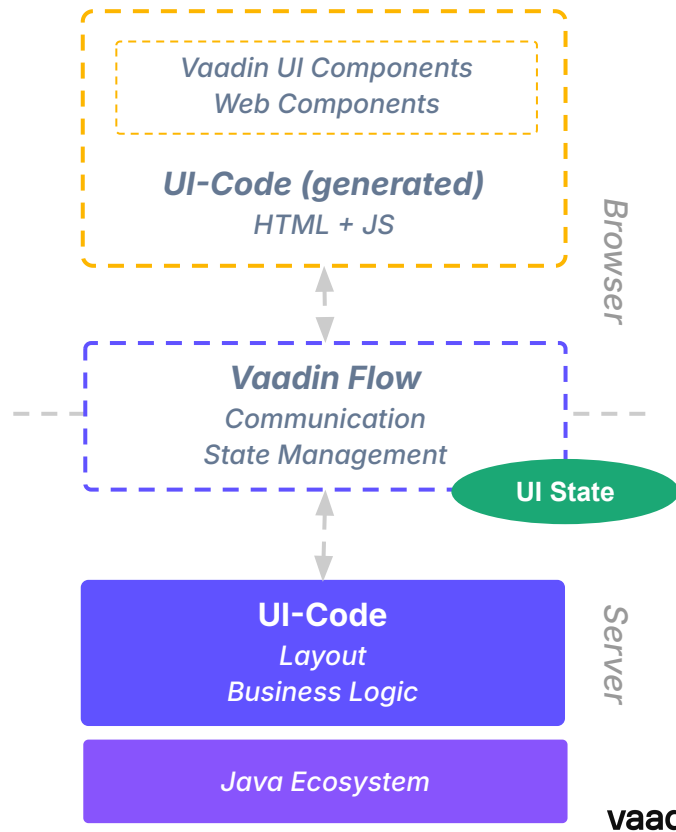 Vaadin UI Components
Web Components
UI-Code (generated)
HTML + JS
Browser
Vaadin Flow
Communication
State Management
UI State
UI-Code
Layout
Business Logic
Server
Java Ecosystem